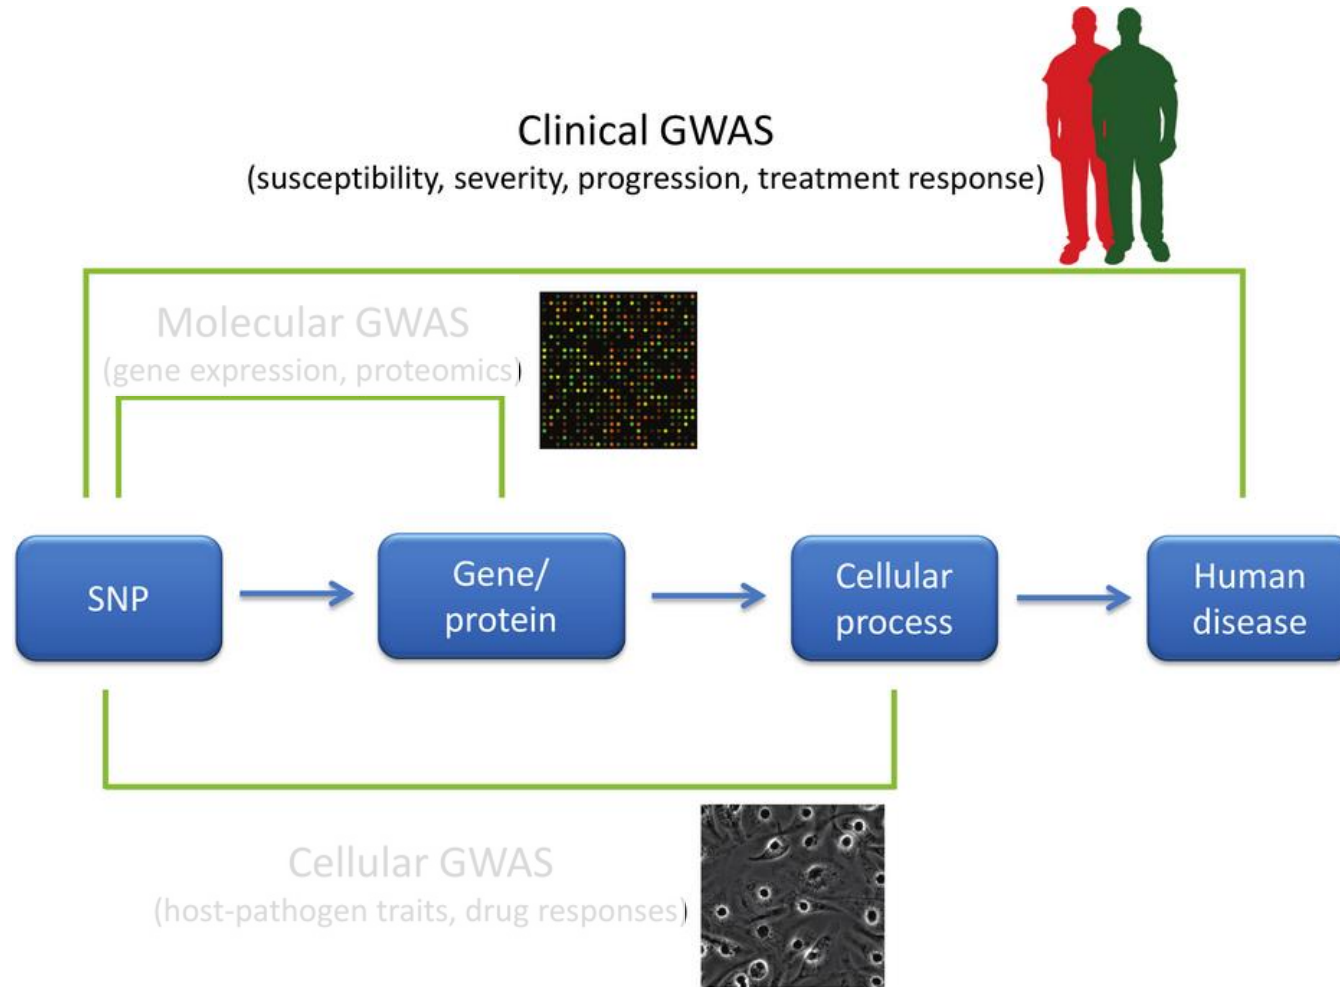 Clinical GWAS
(susceptibility, severity, progression, treatment response)
Molecular GWAS
(gene expression, proteomics)
SNP
Gene/
protein
Cellular
process
Human
disease
Cellular GWAS
(host-pathogen traits, drug responses)